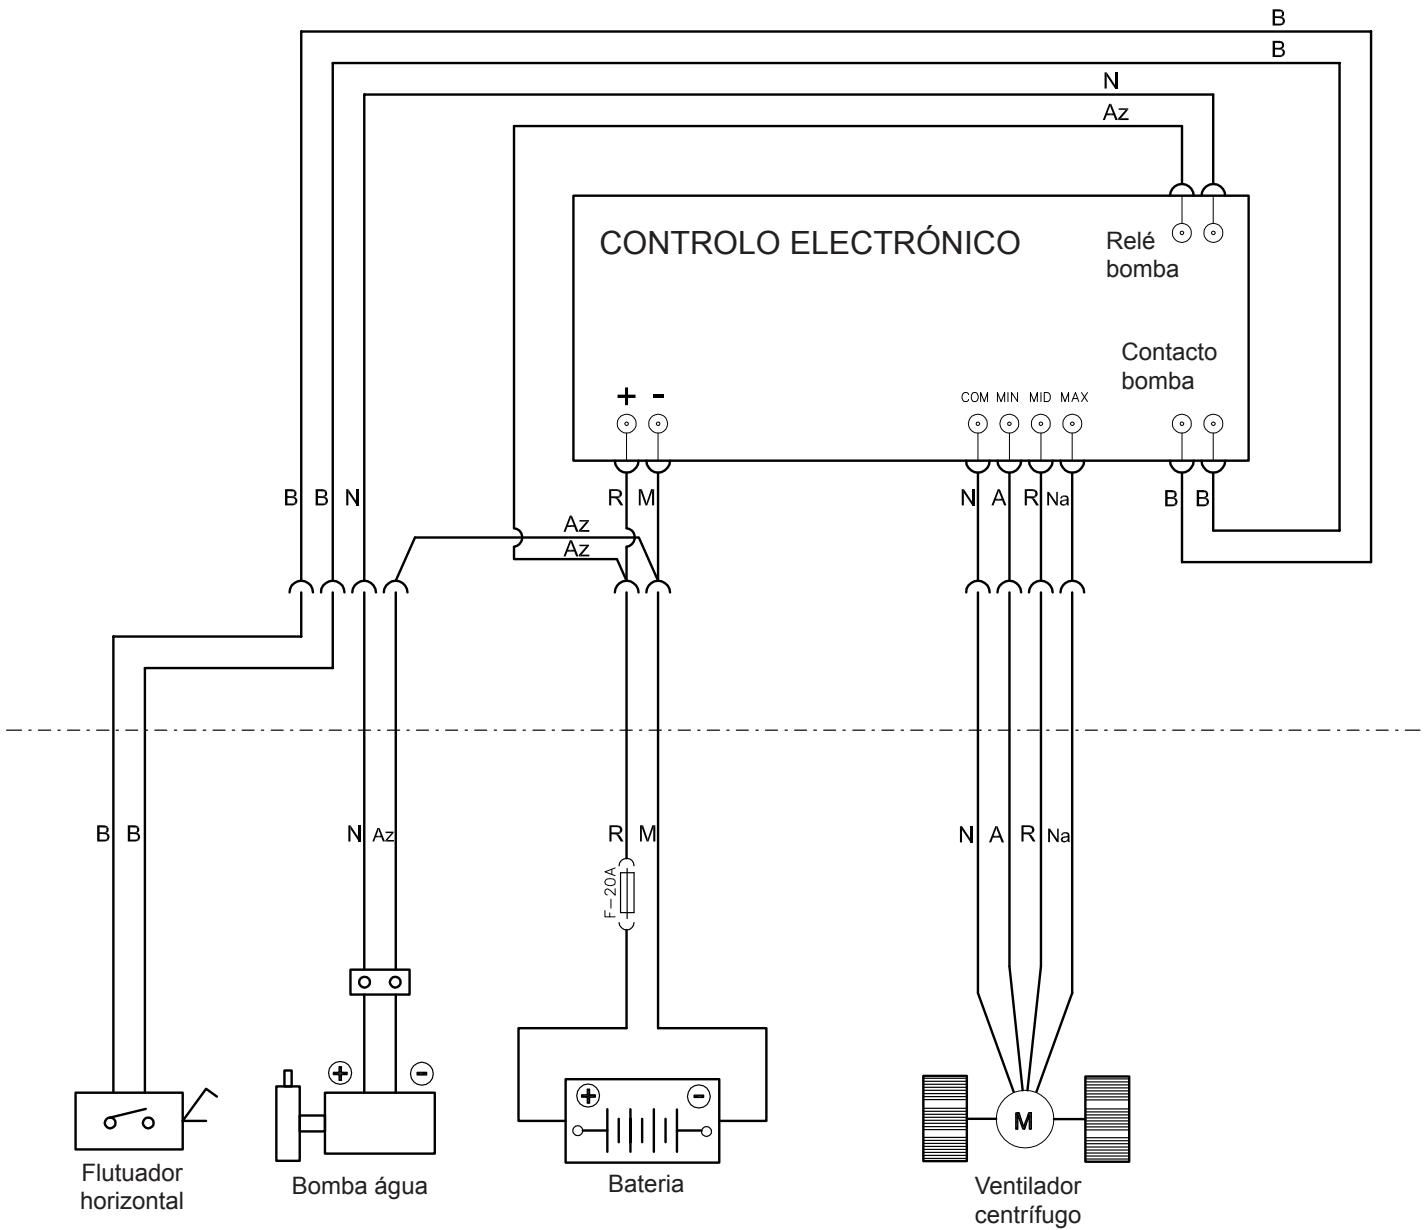 B
B
N
Az
CONTROLO ELECTRÓNICO
Relé
bomba
Contacto
bomba
+ -
COM MIN MID MAX
B B N R M N A R Na B B
Az
Az
B B N Az R M N A R Na
F-20A
+ - + - M
Flutuador
horizontal
Bomba água
Bateria
Ventilador
centrífugo